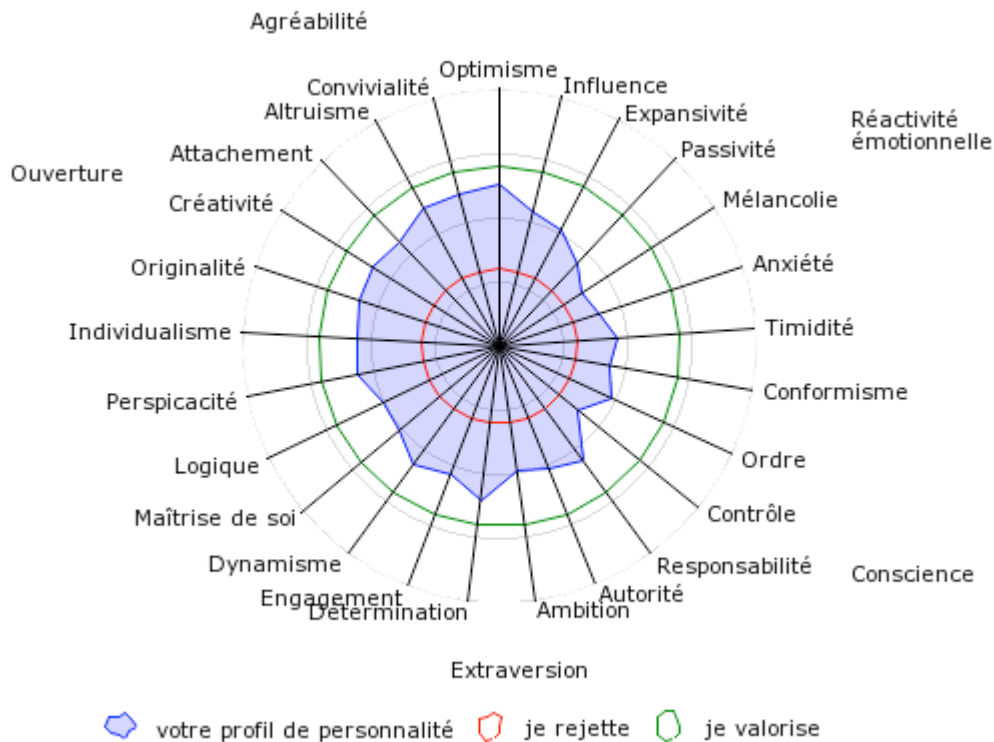 Agréabilité
Optimisme
Convivialité
Influence
Altruisme
Expansivité
Réactivité
émotionnelle
Attachement
Passivité
Ouverture
Créativité
Mélancolie
Originalité
Anxiété
Individualisme
Timidité
Perspicacité
Conformisme
Logique
Ordre
Maîtrise de soi
Contrôle
Dynamisme
Responsabilité
Conscience
Engagement
Autorité
Détermination
Ambition
Extraversion
votre profil de personnalité je rejette je valorise